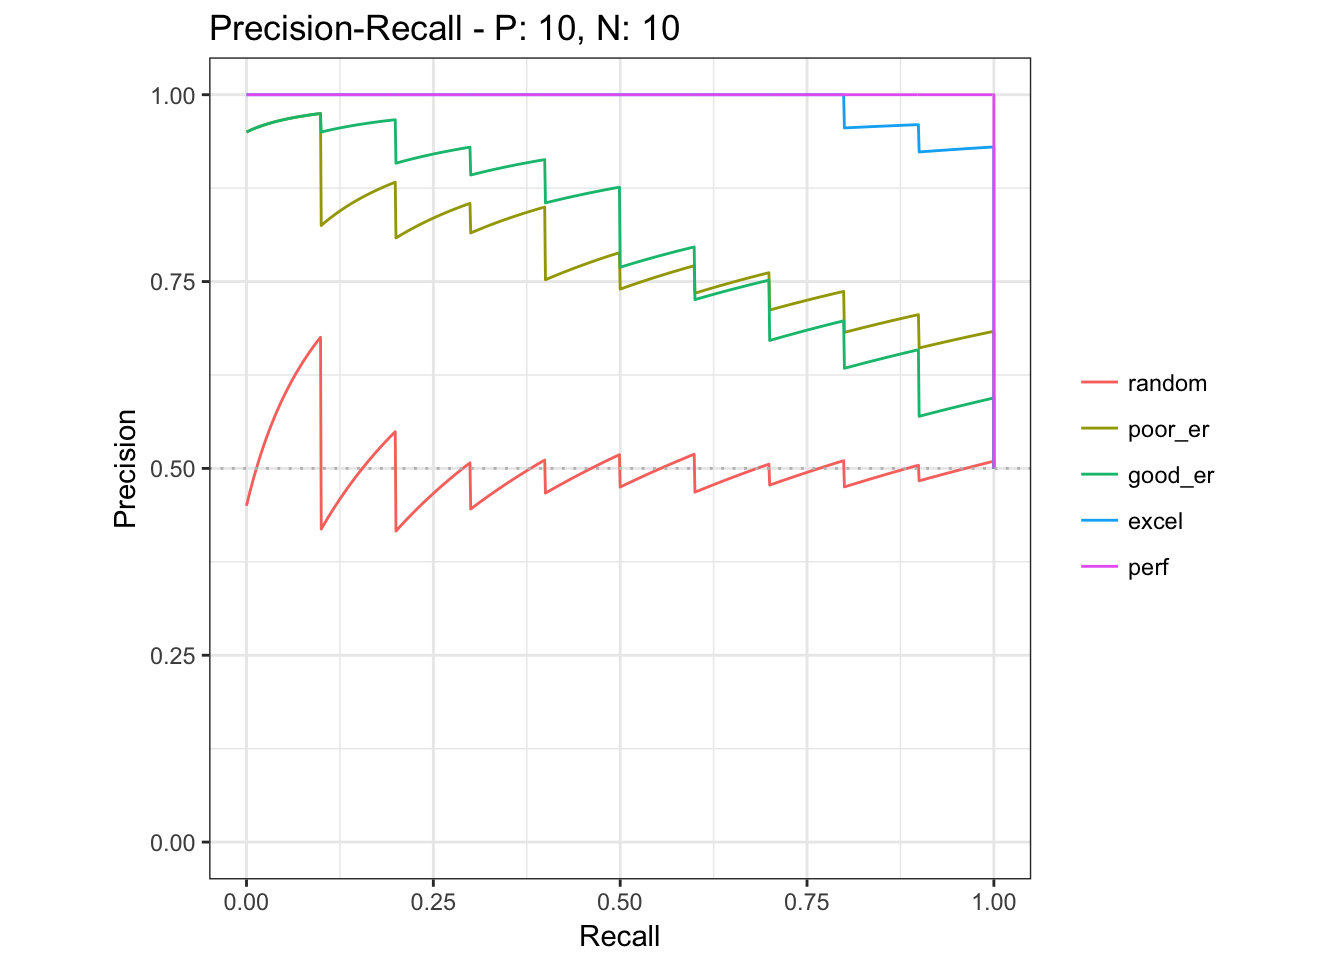 Precision-Recall - P: 10, N: 10
Precision
1.00
0.75
0.50
0.25
0.00
0.00 0.25 0.50 0.75 1.00
Recall
random
poor_er
good_er
excel
perf